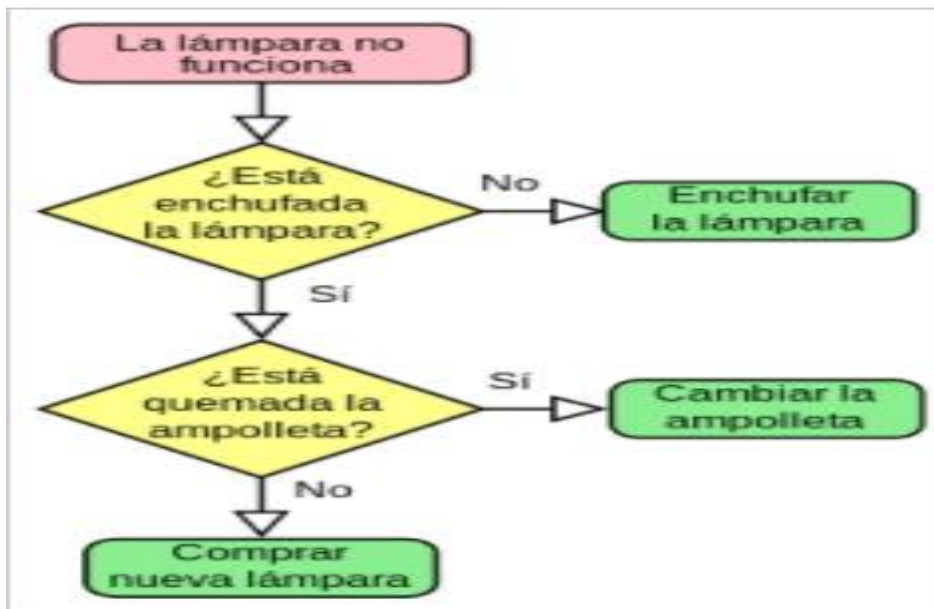 La lámpara no
funciona
¿Está
enchufada
la lámpara?
No
Enchufar
la lámpara
Sí
¿Está
quemada la
ampolleta?
Sí
Cambiar la
ampolleta
No
Comprar
nueva lámpara